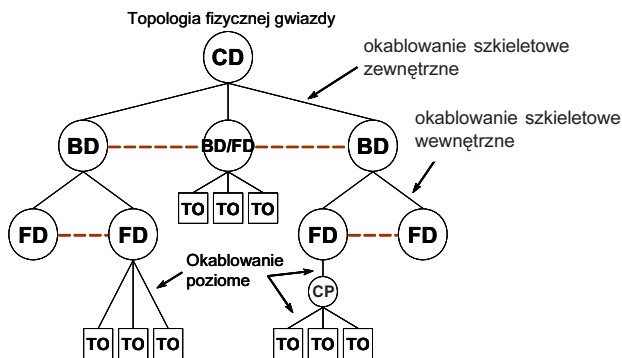 Topologia fizycznej gwiazdy
CD
okablowanie szkieletowe
zewnętrzne
okablowanie szkieletowe
wewnętrzne
BD
BD/FD
BD
TO TO TO
FD
FD
FD
FD
Okablowanie
poziome
CP
TO TO TO
TO TO TO